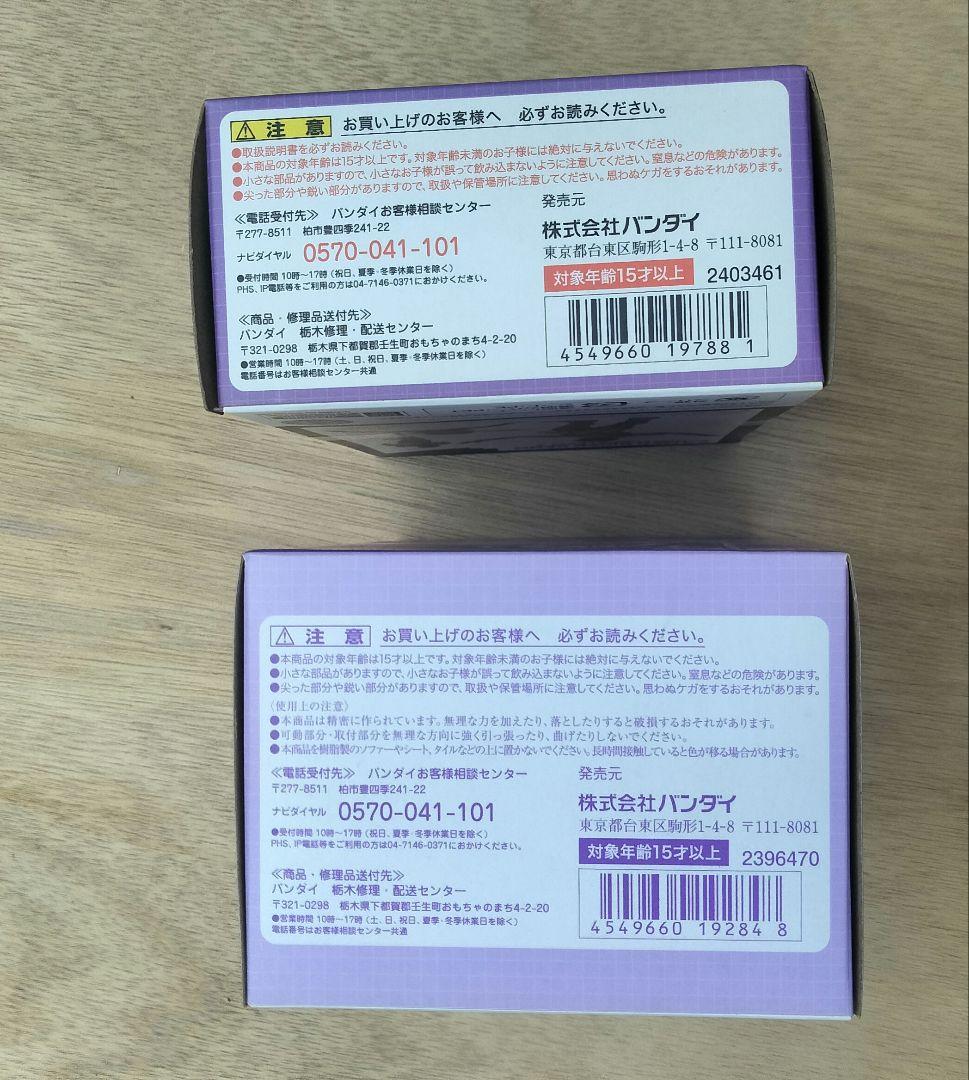 注意 お買い上げのお客様へ 必ずお読みください。
●取扱説明書を必ずお読みください。
●本商品の対象年齢は15才以上です。対象年齢未満のお子様には絶対に与えないでください。
●小さな部品がありますので、小さなお子様が誤って飲み込まないように注意してください。窒息などの危険があります。
●尖った部分や鋭い部分がありますので、取扱や保管場所に注意してください。思わぬケガをするおそれがあります。
≪電話受付先≫ バンダイお客様相談センター
〒277-8511 柏市豊四季241-22
ナビダイヤル 0570-041-101
●受付時間 10時〜17時(祝日、夏季・冬季休業日を除く)
PHS、IP電話等をご利用の方は04-7146-0371におかけください。
≪商品・修理品送付先≫
バンダイ 栃木修理・配送センター
〒321-0298 栃木県下都賀郡壬生町おもちゃのまち4-2-20
●営業時間 10時〜17時(土、日、祝日、夏季・冬季休業日を除く)
電話番号はお客様相談センター共通
発売元
株式会社バンダイ
東京都台東区駒形1-4-8 〒111-8081
対象年齢15才以上 2403461
4549660 19788 1
注意 お買い上げのお客様へ 必ずお読みください。
●本商品の対象年齢は15才以上です。対象年齢未満のお子様には絶対に与えないでください。
●小さな部品がありますので、小さなお子様が誤って飲み込まないように注意してください。窒息などの危険があります。
●尖った部分や鋭い部分がありますので、取扱や保管場所に注意してください。思わぬケガをするおそれがあります。
〈使用上の注意〉
●本商品は精密に作られています。無理な力を加えたり、落としたりすると破損するおそれがあります。
●可動部分・取付部分を無理な方向に強く引っ張ったり、曲げたりしないでください。
●本商品を樹脂製のソファーやシート、タイルなどの上に置かないでください。長時間接触していると色が移る場合があります。
≪電話受付先≫ バンダイお客様相談センター
〒277-8511 柏市豊四季241-22
ナビダイヤル 0570-041-101
●受付時間 10時〜17時(祝日、夏季・冬季休業日を除く)
PHS、IP電話等をご利用の方は04-7146-0371におかけください。
≪商品・修理品送付先≫
バンダイ 栃木修理・配送センター
〒321-0298 栃木県下都賀郡壬生町おもちゃのまち4-2-20
●営業時間 10時〜17時(土、日、祝日、夏季・冬季休業日を除く)
電話番号はお客様相談センター共通
発売元
株式会社バンダイ
東京都台東区駒形1-4-8 〒111-8081
対象年齢15才以上 2396470
4549660 19284 8